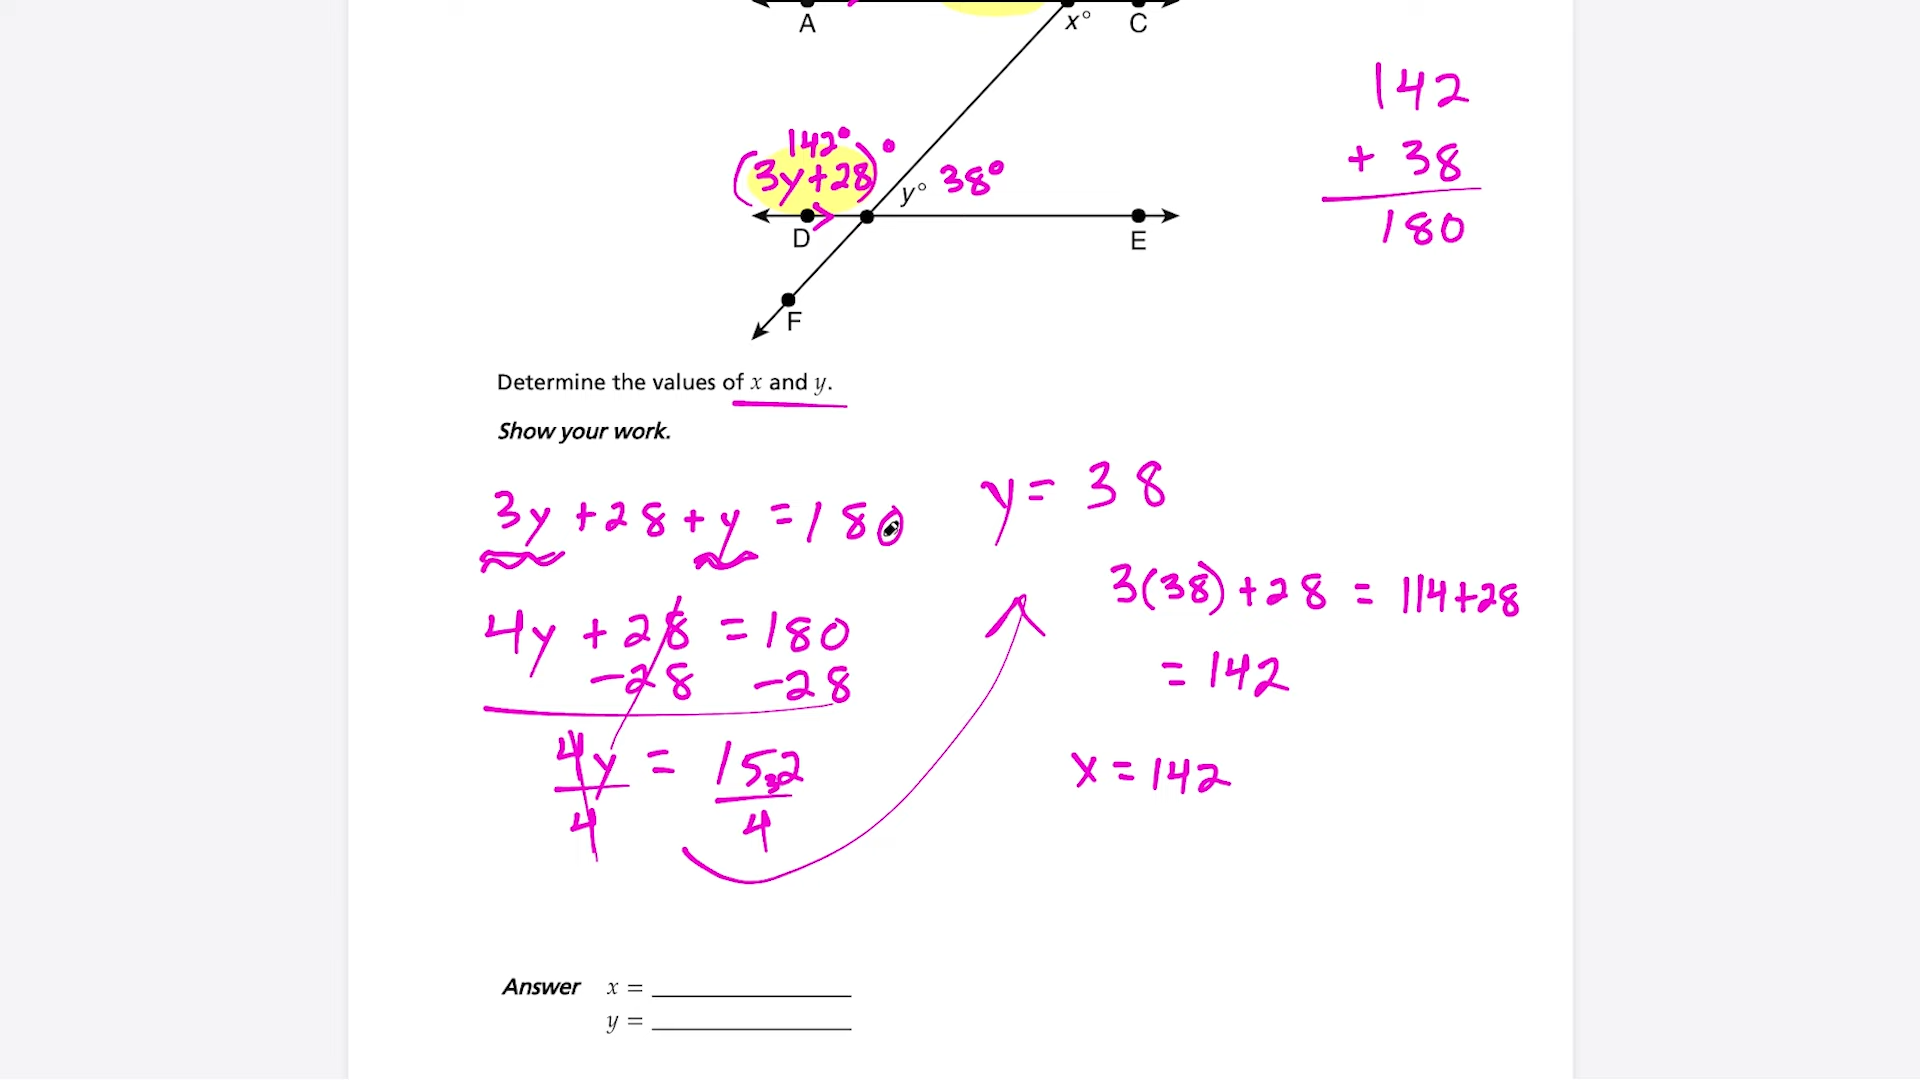 A
x° C
142
142°
+ 38
(3y+28)°
y° 38°
180
D
E
F
Determine the values of x and y.
Show your work.
y = 38
3y + 28 + y = 180
3(38) + 28 = 114+28
4y + 28 = 180
-28 -28
= 142
4y = 152
x = 142
4 4
Answer x =
y =